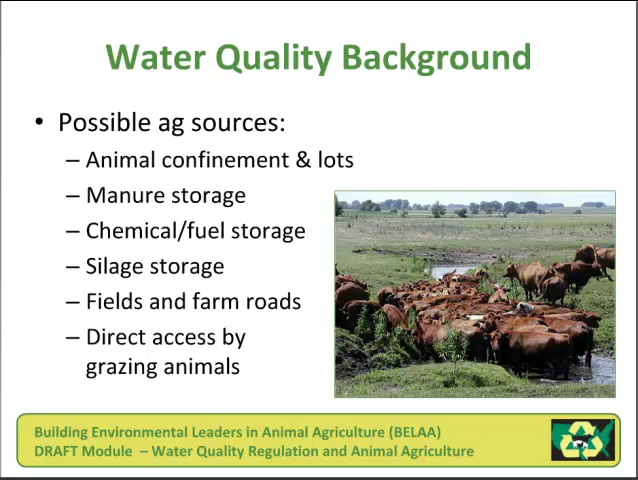 Water Quality Background
• Possible ag sources:
– Animal confinement & lots
– Manure storage
– Chemical/fuel storage
– Silage storage
– Fields and farm roads
– Direct access by
grazing animals
Building Environmental Leaders in Animal Agriculture (BELAA)
DRAFT Module – Water Quality Regulation and Animal Agriculture